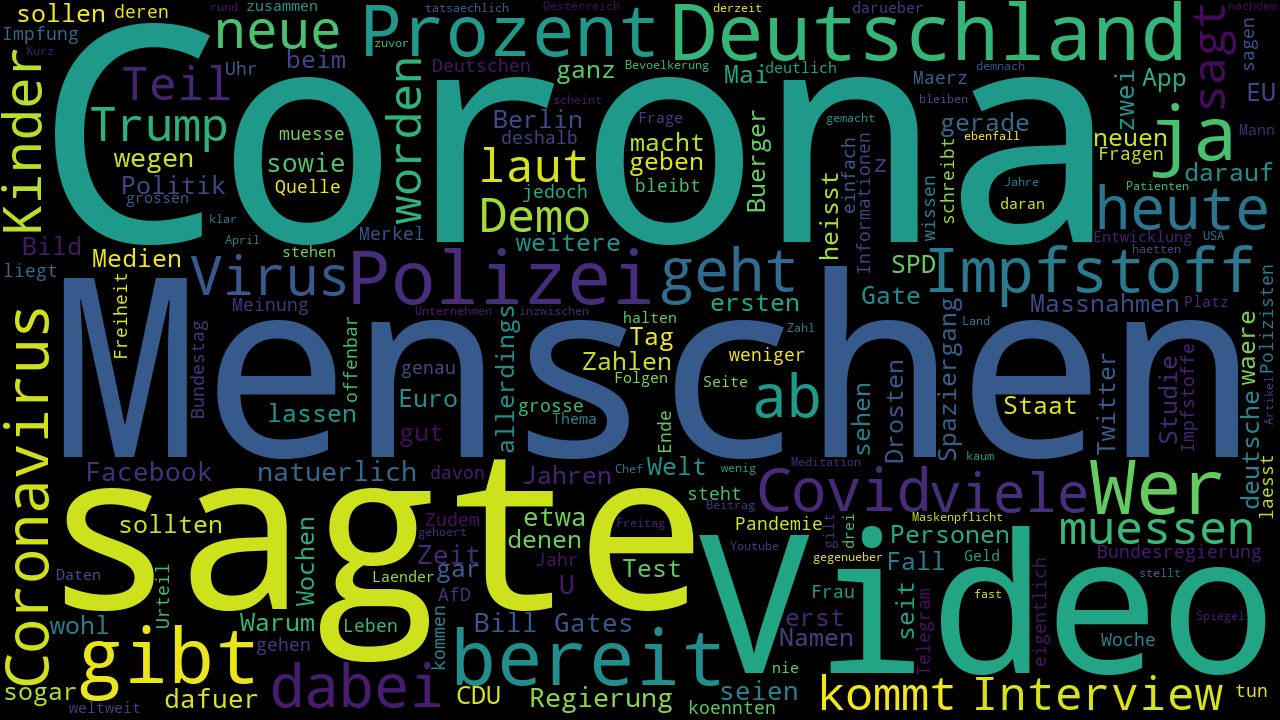 sollen
deren
rund
zusammen
tatsaechlich
Oesterreich
derzeit
darueber
nachdem
Impfung
Kurz
neue
beim
Prozent
zuvor
Deutschland
sagt
sagen
Kinder
Corona
Teil
Uhr
worden
Deutschen
ganz
Bevoelkerung
Mai
deutlich
Maerz
demnach
zwei
App
EU
Trump
muesse
scheint
Berlin
deshalb
Frage
macht
gemacht
bleiben
gerade
ebenfall
neuen
ja
Mann
wegen
sowie
laut
geben
Buerger
einfach
z
Fragen
Politik
Quelle
jedoch
bleibt
Informationen
wissen
schreibt
Jahre
daran
Patienten
darauf
grossen
klar
April
Merkel
Demo
weitere
heisst
heute
Entwicklung
USA
Bild
Medien
stehen
SPD
haetten
liegt
Virus
Polizei
geht
Impfstoff
Meinung
Freiheit
Unternehmen
inzwischen
ersten
Gate
Massnahmen
Platz
Polizisten
Coronavirus
Menschen
Bundestag
offenbar
genau
allerdings
halten
Tag
Zahl
Zahlen
weniger
Spaziergang
Land
waere
Folgen
Seite
ab
sehen
Drosten
Staat
Twitter
Studie
Impfstoffe
Artikel
lassen
Euro
grosse
Thema
gut
Ende
deutsche
Facebook
natuerlich
davon
Jahren
Chef
Welt
wenig
Meditation
kaum
laesst
sagte
steht
Beitrag
Covid
viele
Wer
sollten
Zudem
gehoert
etwa
denen
Freitag
Pandemie
gilt
drei
Maskenpflicht
Personen
muessen
Wochen
Zeit
gar
Jahr
Youtube
gegenueber
Fall
Geld
Bundesregierung
Daten
Urteil
Laender
AfD
U
Test
Video
Frau
seit
fast
eigentlich
stellt
Spiegel
wohl
Warum
Leben
kommen
Bill Gates
erst
Namen
Telegram
Woche
gibt
gehen
bereit
nie
sogar
weltweit
dafuer
dabei
CDU
Regierung
seien
koennten
kommt
Interview
tun